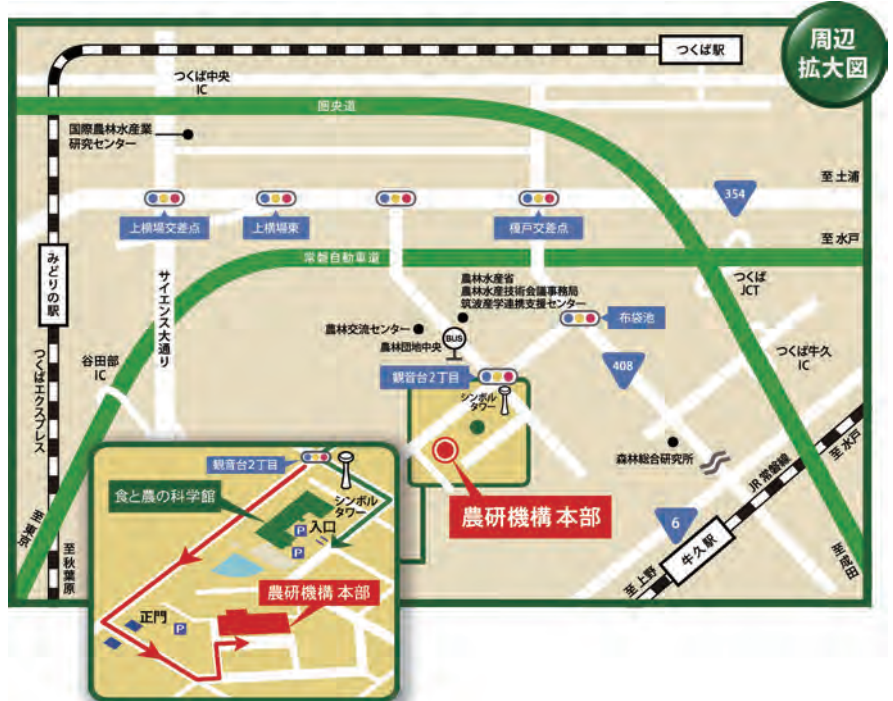 周辺
拡大図
つくば駅
つくば中央
IC
圏央道
国際農林水産業
研究センター
至 土浦
354
上横場交差点
上横場東
榎戸交差点
至 水戸
常磐自動車道
みどりの駅
サイエンス大通り
農林水産省
農林水産技術会議事務局
筑波産学連携支援センター
つくば
JCT
農林交流センター
BUS
農林団地中央
布袋池
つくばエクスプレス
谷田部
IC
観音台2丁目
408
つくば牛久
IC
シンボル
タワー
森林総合研究所
JR 常磐線
至 水戸
農研機構 本部
6
牛久駅
至 上野
至 成田
至 東京
至 秋葉原
観音台2丁目
食と農の科学館
シンボル
タワー
P
入口
P
農研機構 本部
正門
P